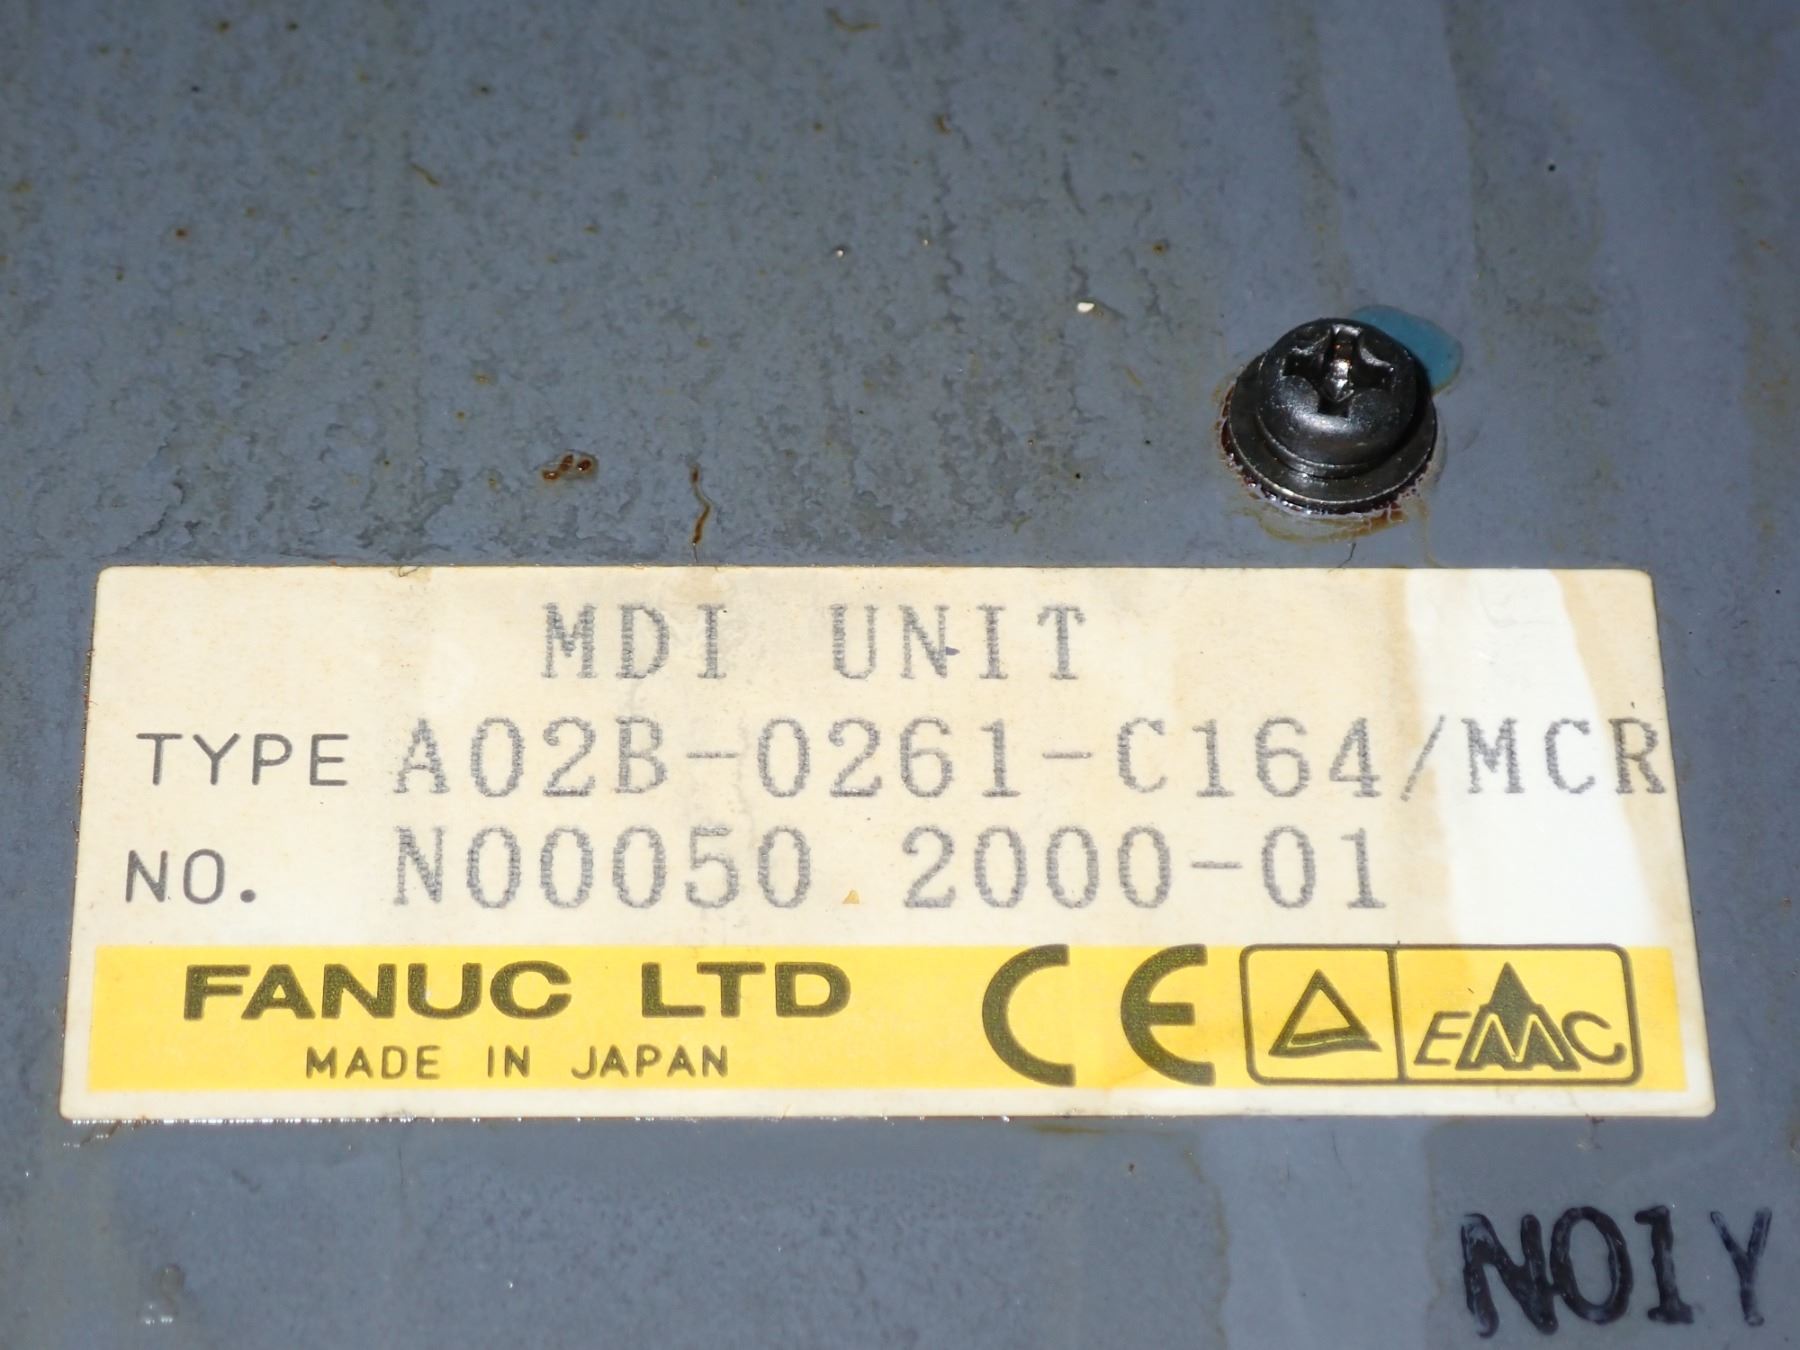 MDI UNIT
TYPE A02B-0261-C164/MCR
NO. N00050 2000-01
FANUC LTD CE EMC
MADE IN JAPAN
N01Y